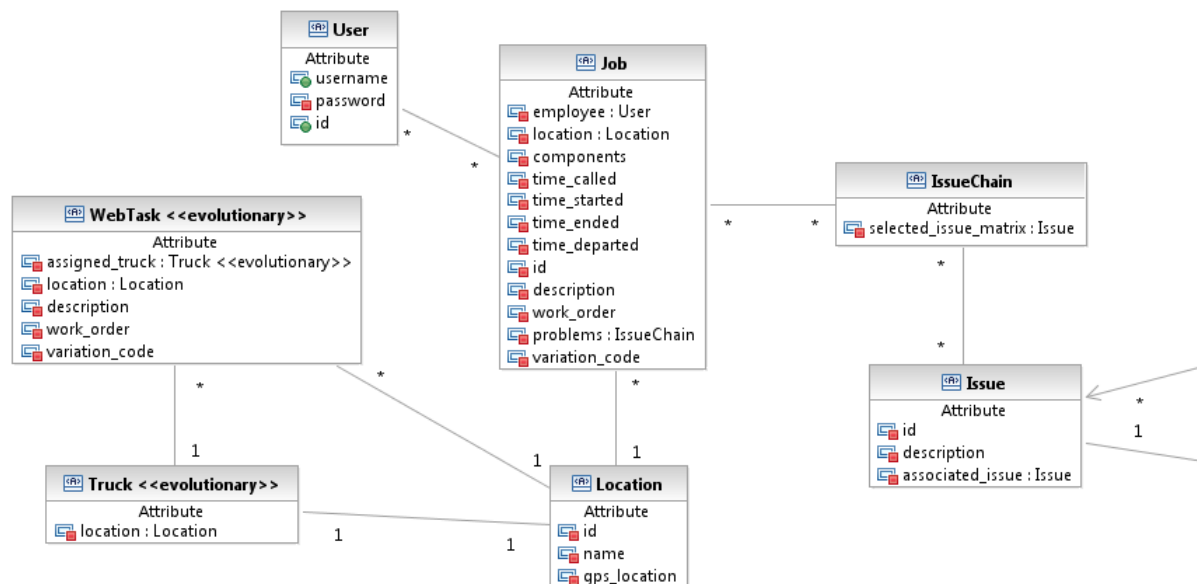 User
Attribute
username
password
id
*
*
Job
Attribute
employee : User
location : Location
components
time_called
time_started
time_ended
time_departed
id
description
work_order
problems : IssueChain
variation_code
*
*
IssueChain
Attribute
selected_issue_matrix : Issue
*
*
WebTask <<evolutionary>>
Attribute
assigned_truck : Truck <<evolutionary>>
location : Location
description
work_order
variation_code
*
*
*
1
1
1
Issue
Attribute
id
description
associated_issue : Issue
*
1
Truck <<evolutionary>>
Attribute
location : Location
1
1
Location
Attribute
id
name
gps_location